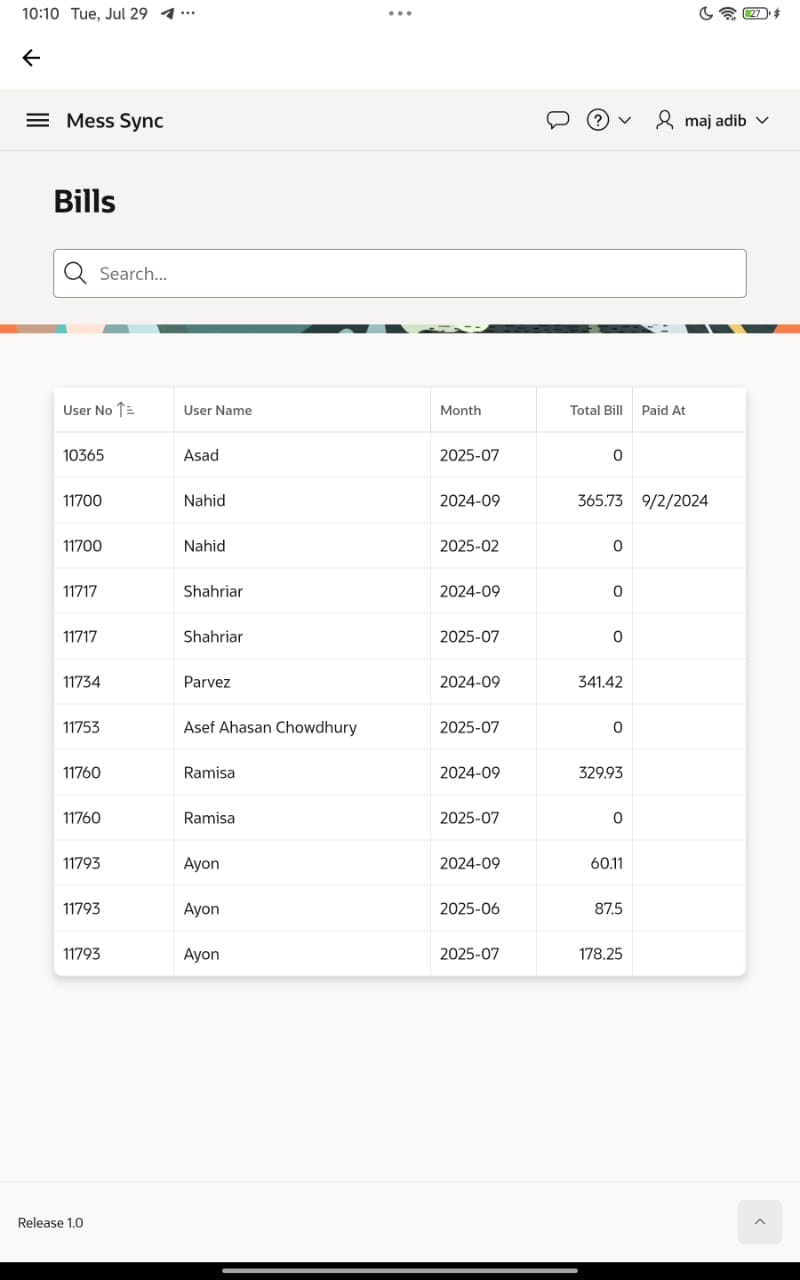 10:10 Tue, Jul 29
27
Mess Sync
maj adib
Bills
Search...
User No User Name Month Total Bill Paid At
10365 Asad 2025-07 0
11700 Nahid 2024-09 365.73 9/2/2024
11700 Nahid 2025-02 0
11717 Shahriar 2024-09 0
11717 Shahriar 2025-07 0
11734 Parvez 2024-09 341.42
11753 Asef Ahasan Chowdhury 2025-07 0
11760 Ramisa 2024-09 329.93
11760 Ramisa 2025-07 0
11793 Ayon 2024-09 60.11
11793 Ayon 2025-06 87.5
11793 Ayon 2025-07 178.25
Release 1.0